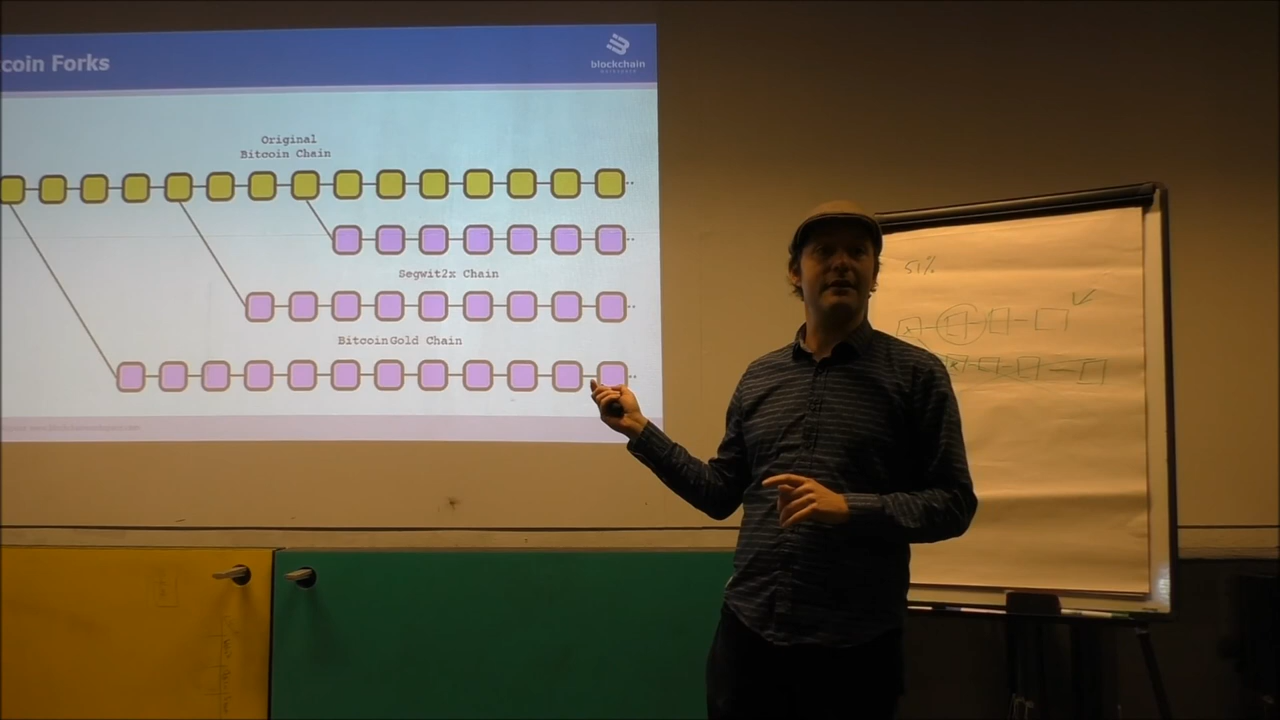 coin Forks
blockchain
Original
Bitcoin Chain
Segwit2x Chain
BitcoinGold Chain
51%